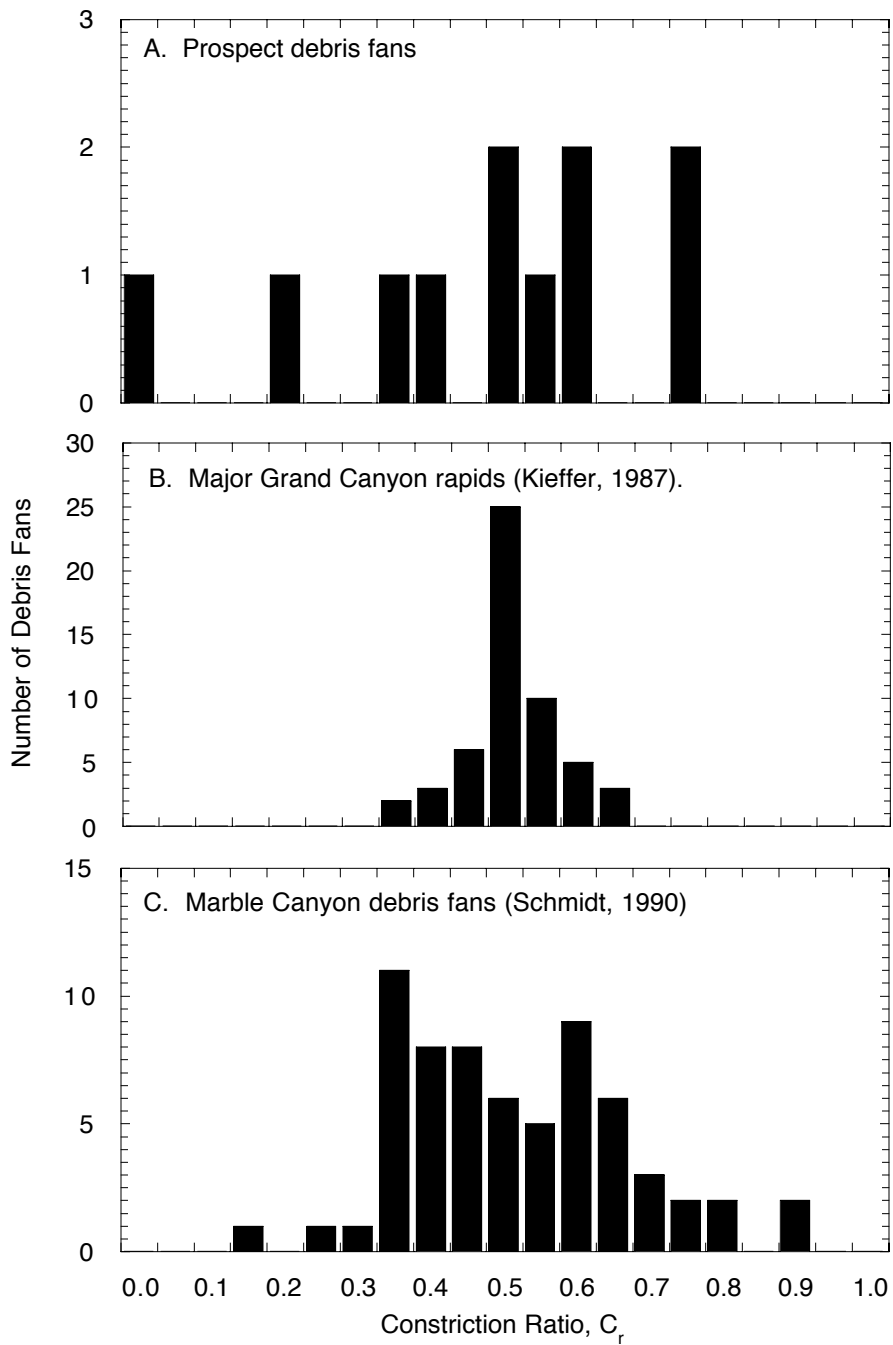 3
A. Prospect debris fans
2
1
0
30
B. Major Grand Canyon rapids (Kieffer, 1987).
25
20
15
10
5
0
Number of Debris Fans
15
C. Marble Canyon debris fans (Schmidt, 1990)
10
5
0
0.0 0.1 0.2 0.3 0.4 0.5 0.6 0.7 0.8 0.9 1.0
Constriction Ratio, Cr